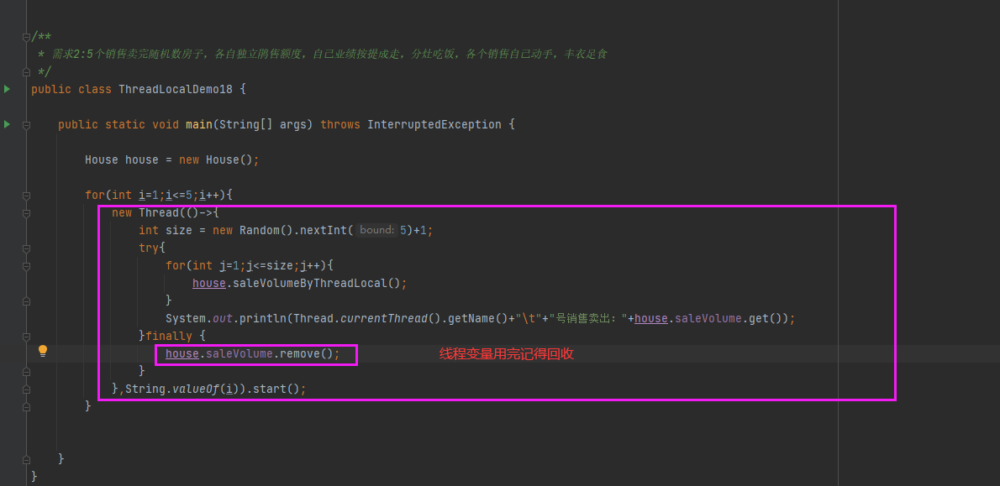 /**
* 需求2:5个销售卖完随机数房子，各自独立销售额度，自己业绩按提成走，分灶吃饭，各个销售自己动手，丰衣足食
*/
public class ThreadLocalDemo18 {
public static void main(String[] args) throws InterruptedException {
House house = new House();
for(int i=1;i<=5;i++){
new Thread(()->{
int size = new Random().nextInt( bound: 5)+1;
try{
for(int j=1;j<=size;j++){
house.saleVolumeByThreadLocal();
}
System.out.println(Thread.currentThread().getName()+"\t"+"号销售卖出："+house.saleVolume.get());
}finally {
house.saleVolume.remove(); 线程变量用完记得回收
}
},String.valueOf(i)).start();
}
}
}